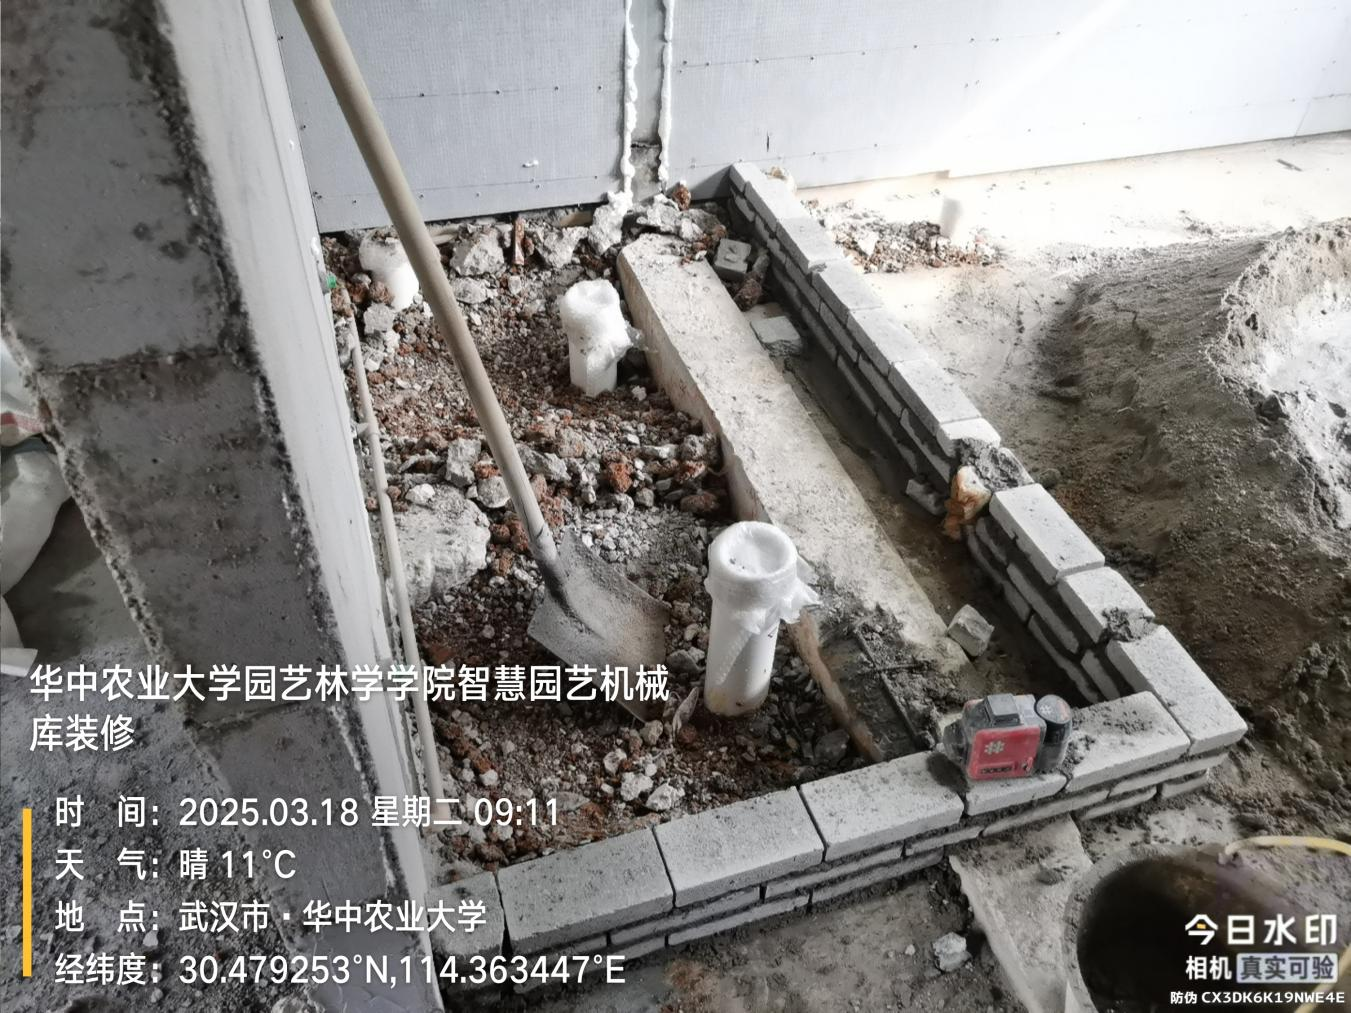 华中农业大学园艺林学学院智慧园艺机械
库装修
时 间：2025.03.18 星期二 09:11
天 气：晴 11°C
地 点：武汉市·华中农业大学
经纬度：30.479253°N,114.363447°E
今日水印
相机 真实可验
防伪 CX3DK6K19NWE4E